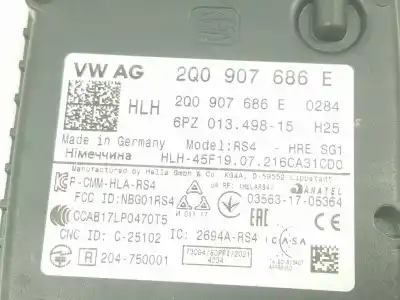 VW AG 2Q0 907 686 E
HLH 2Q0 907 686 E 0284
6PZ 013.498-15 H25
Made in Germany Model:RS4 - HRE SG1
Німеччина HLH-45F19.07.216CA31CD0
Manufactured by Hella GmbH & Co. KGaA, D-59552 Lippstadt
F-CMM-HLA-RS4
ANATEL
FCC ID:NBG01RS4 03563-17-05364
CCAB17LP0470T5
CNC ID: C-25102 IC: 2694A-RS4 ICASA
R 204-750001